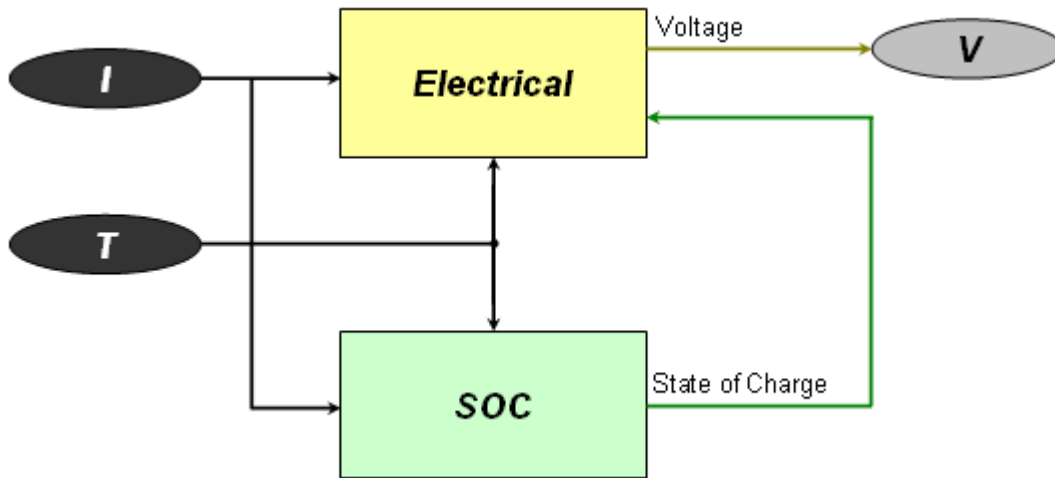 Voltage
I
Electrical
V
T
State of Charge
SOC